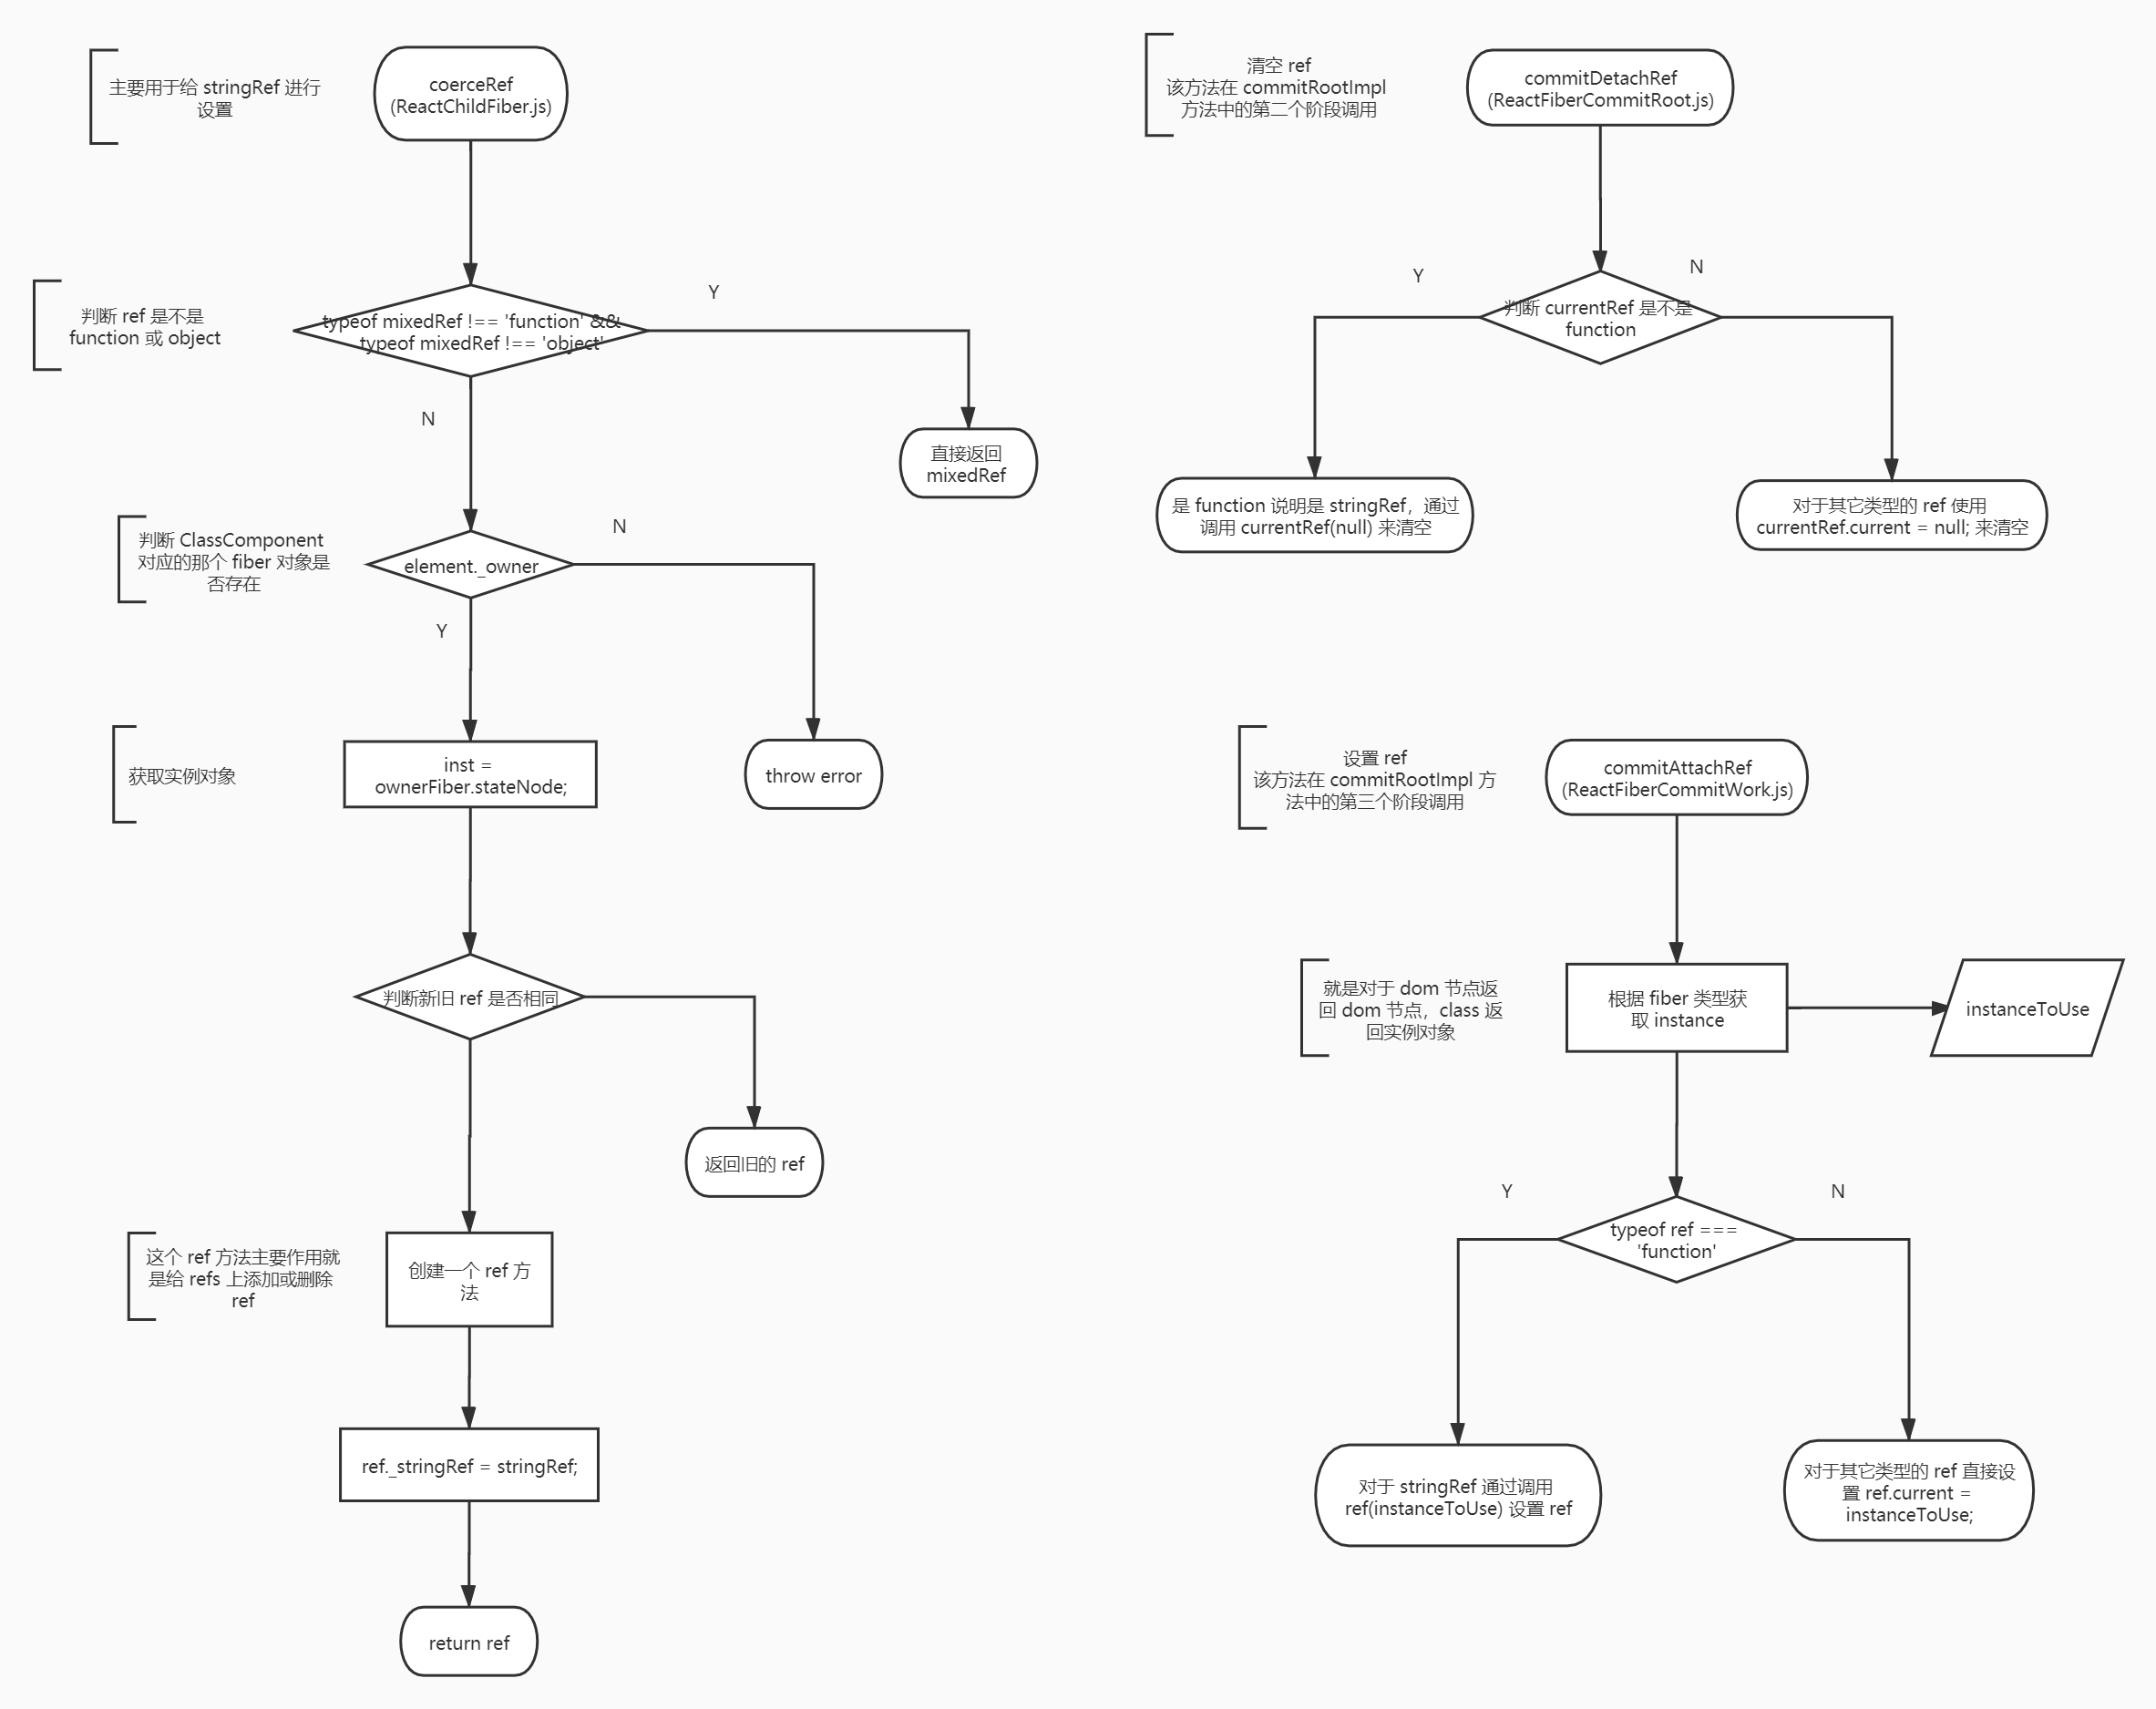 主要用于给 stringRef 进行
设置
coerceRef
(ReactChildFiber.js)
判断 ref 是不是
function 或 object
typeof mixedRef !== 'function' &&
typeof mixedRef !== 'object'
Y
N
直接返回
mixedRef
判断 ClassComponent
对应的那个 fiber 对象是
否存在
element._owner
N
Y
获取实例对象
inst =
ownerFiber.stateNode;
throw error
判断新旧 ref 是否相同
返回旧的 ref
这个 ref 方法主要作用就
是给 refs 上添加或删除
ref
创建一个 ref 方
法
ref._stringRef = stringRef;
return ref
清空 ref
该方法在 commitRootImpl
方法中的第二个阶段调用
commitDetachRef
(ReactFiberCommitRoot.js)
Y
N
判断 currentRef 是不是
function
是 function 说明是 stringRef，通过
调用 currentRef(null) 来清空
对于其它类型的 ref 使用
currentRef.current = null; 来清空
设置 ref
该方法在 commitRootImpl 方
法中的第三个阶段调用
commitAttachRef
(ReactFiberCommitWork.js)
就是对于 dom 节点返
回 dom 节点，class 返
回实例对象
根据 fiber 类型获
取 instance
instanceToUse
Y
N
typeof ref ===
'function'
对于 stringRef 通过调用
ref(instanceToUse) 设置 ref
对于其它类型的 ref 直接设
置 ref.current =
instanceToUse;